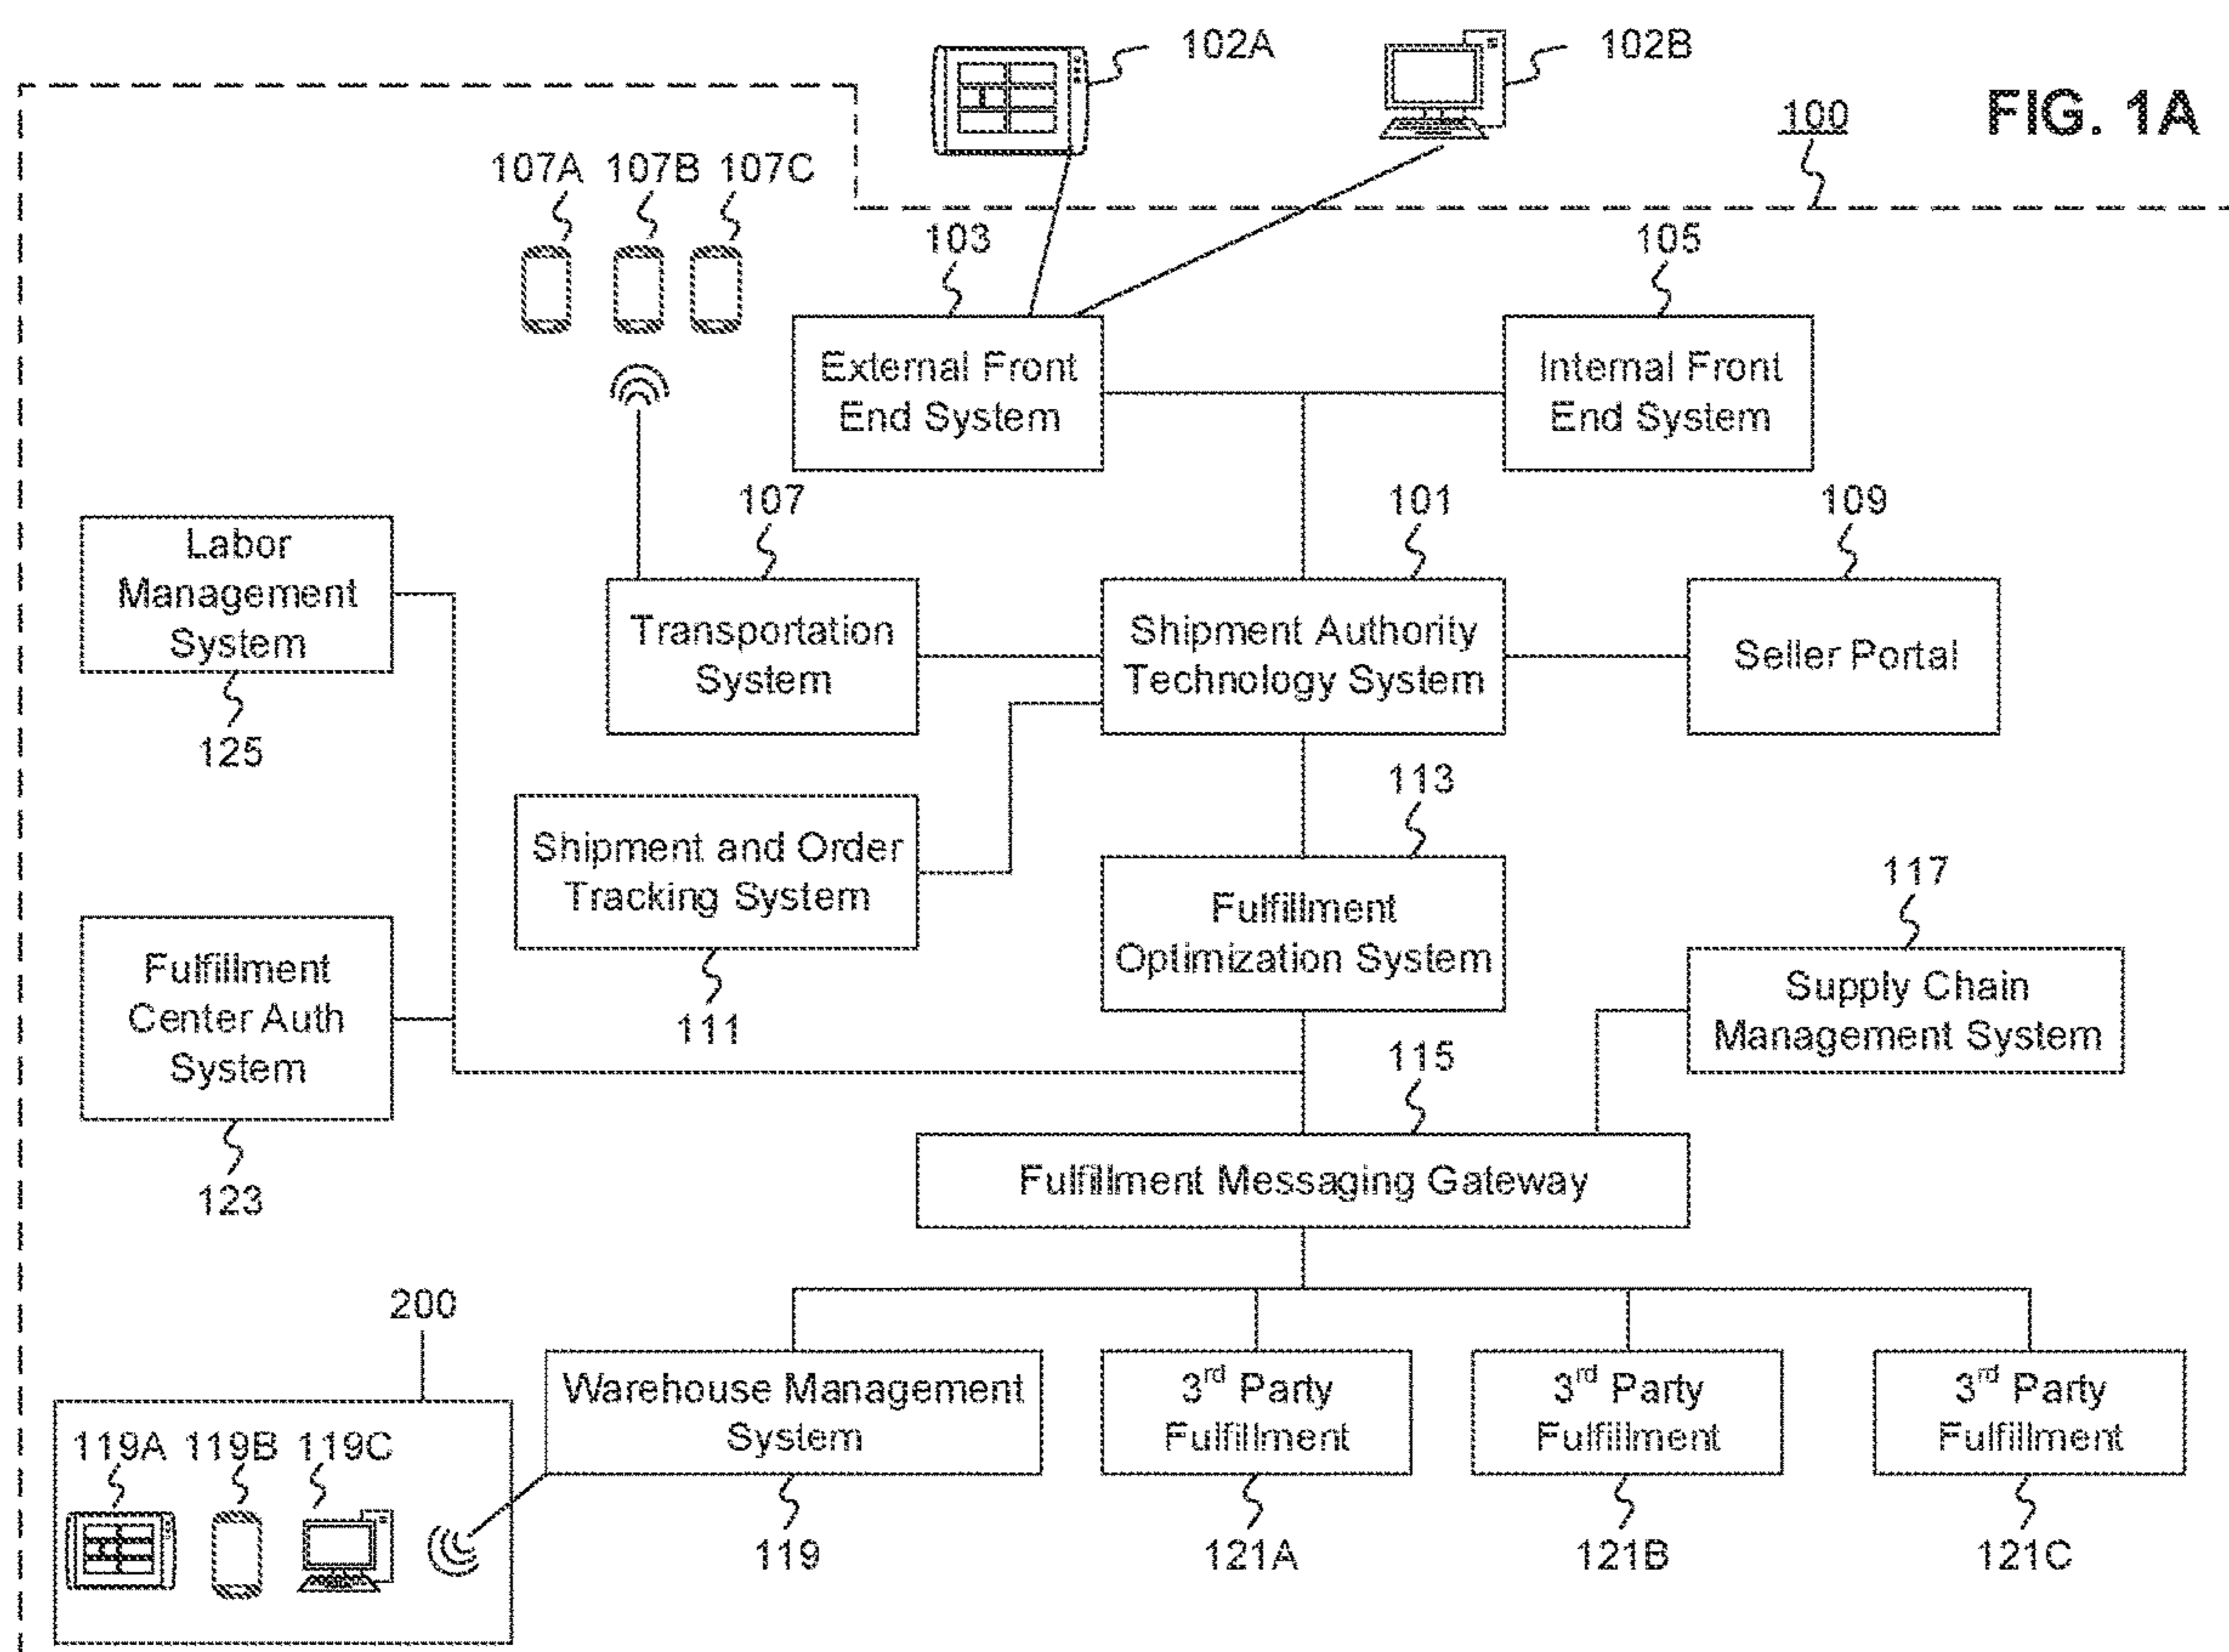 102A
102B
100
FIG. 1A
107A 107B 107C
103
105
External Front
End System
Internal Front
End System
107
101
109
Labor
Management
System
Transportation
System
Shipment Authority
Technology System
Seller Portal
125
113
Shipment and Order
Tracking System
117
Fulfillment
Optimization System
Fulfillment
Center Auth
System
Supply Chain
Management System
111
115
Fulfillment Messaging Gateway
123
200
Warehouse Management
System
3rd Party
Fulfillment
3rd Party
Fulfillment
3rd Party
Fulfillment
119A 119B 119C
119
121A
121B
121C